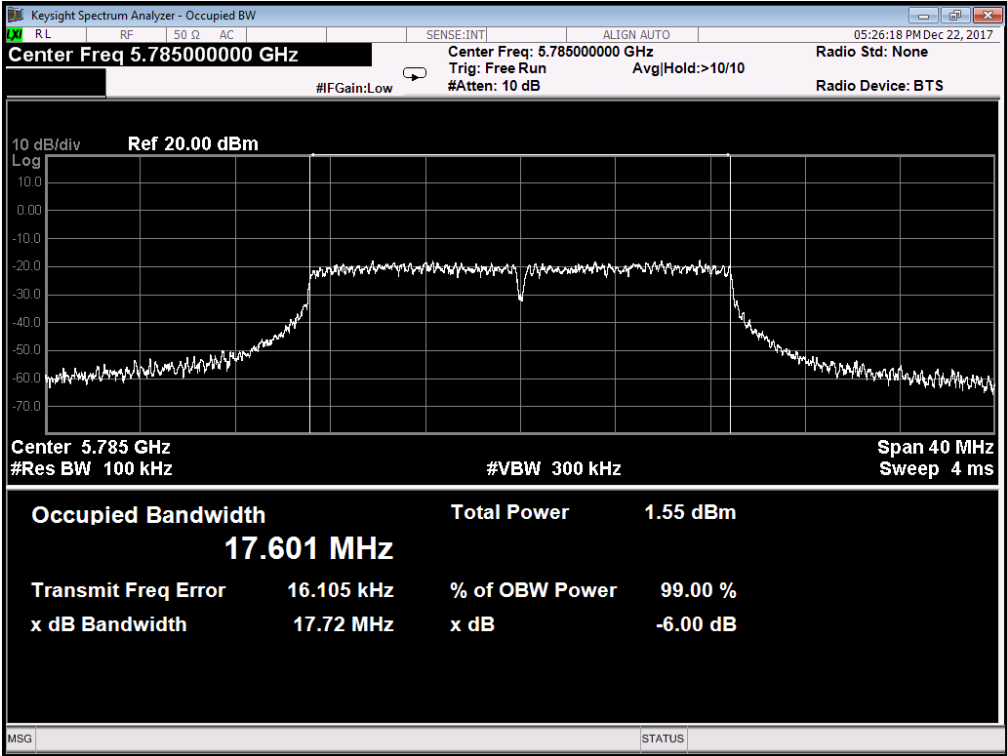 Keysight Spectrum Analyzer - Occupied BW
LXI RL RF 50 Ω AC SENSE:INT ALIGN AUTO 05:26:18 PM Dec 22, 2017
Center Freq 5.785000000 GHz
Center Freq: 5.785000000 GHz
Radio Std: None
Trig: Free Run Avg|Hold:>10/10
#IFGain:Low #Atten: 10 dB Radio Device: BTS
10 dB/div Ref 20.00 dBm
Log
10.0
0.00
-10.0
-20.0
-30.0
-40.0
-50.0
-60.0
-70.0
Center 5.785 GHz Span 40 MHz
#Res BW 100 kHz #VBW 300 kHz Sweep 4 ms
Occupied Bandwidth Total Power 1.55 dBm
17.601 MHz
Transmit Freq Error 16.105 kHz % of OBW Power 99.00 %
x dB Bandwidth 17.72 MHz x dB -6.00 dB
MSG STATUS